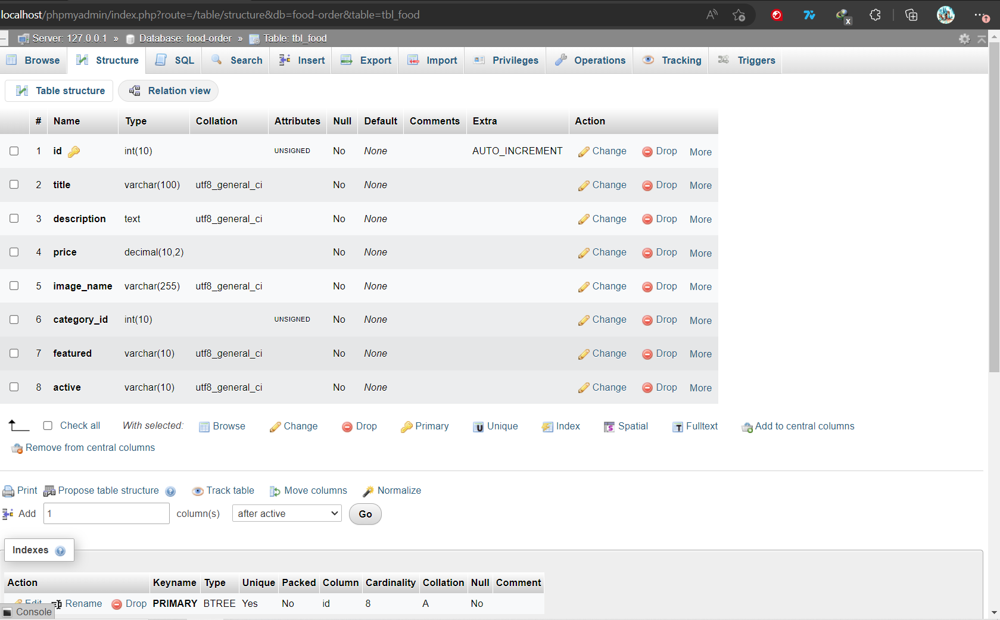 localhost/phpmyadmin/index.php?route=/table/structure&db=food-order&table=tbl_food
Server: 127.0.0.1 » Database: food-order » Table: tbl_food
Browse Structure SQL Search Insert Export Import Privileges Operations Tracking Triggers
Table structure Relation view
# Name Type Collation Attributes Null Default Comments Extra Action
1 id int(10) UNSIGNED No None AUTO_INCREMENT Change Drop More
2 title varchar(100) utf8_general_ci No None Change Drop More
3 description text utf8_general_ci No None Change Drop More
4 price decimal(10,2) No None Change Drop More
5 image_name varchar(255) utf8_general_ci No None Change Drop More
6 category_id int(10) UNSIGNED No None Change Drop More
7 featured varchar(10) utf8_general_ci No None Change Drop More
8 active varchar(10) utf8_general_ci No None Change Drop More
Check all With selected: Browse Change Drop Primary Unique Index Spatial Fulltext Add to central columns
Remove from central columns
Print Propose table structure Track table Move columns Normalize
Add 1 column(s) after active Go
Indexes
Action Keyname Type Unique Packed Column Cardinality Collation Null Comment
Edit Rename Drop PRIMARY BTREE Yes No id 8 A No
Console